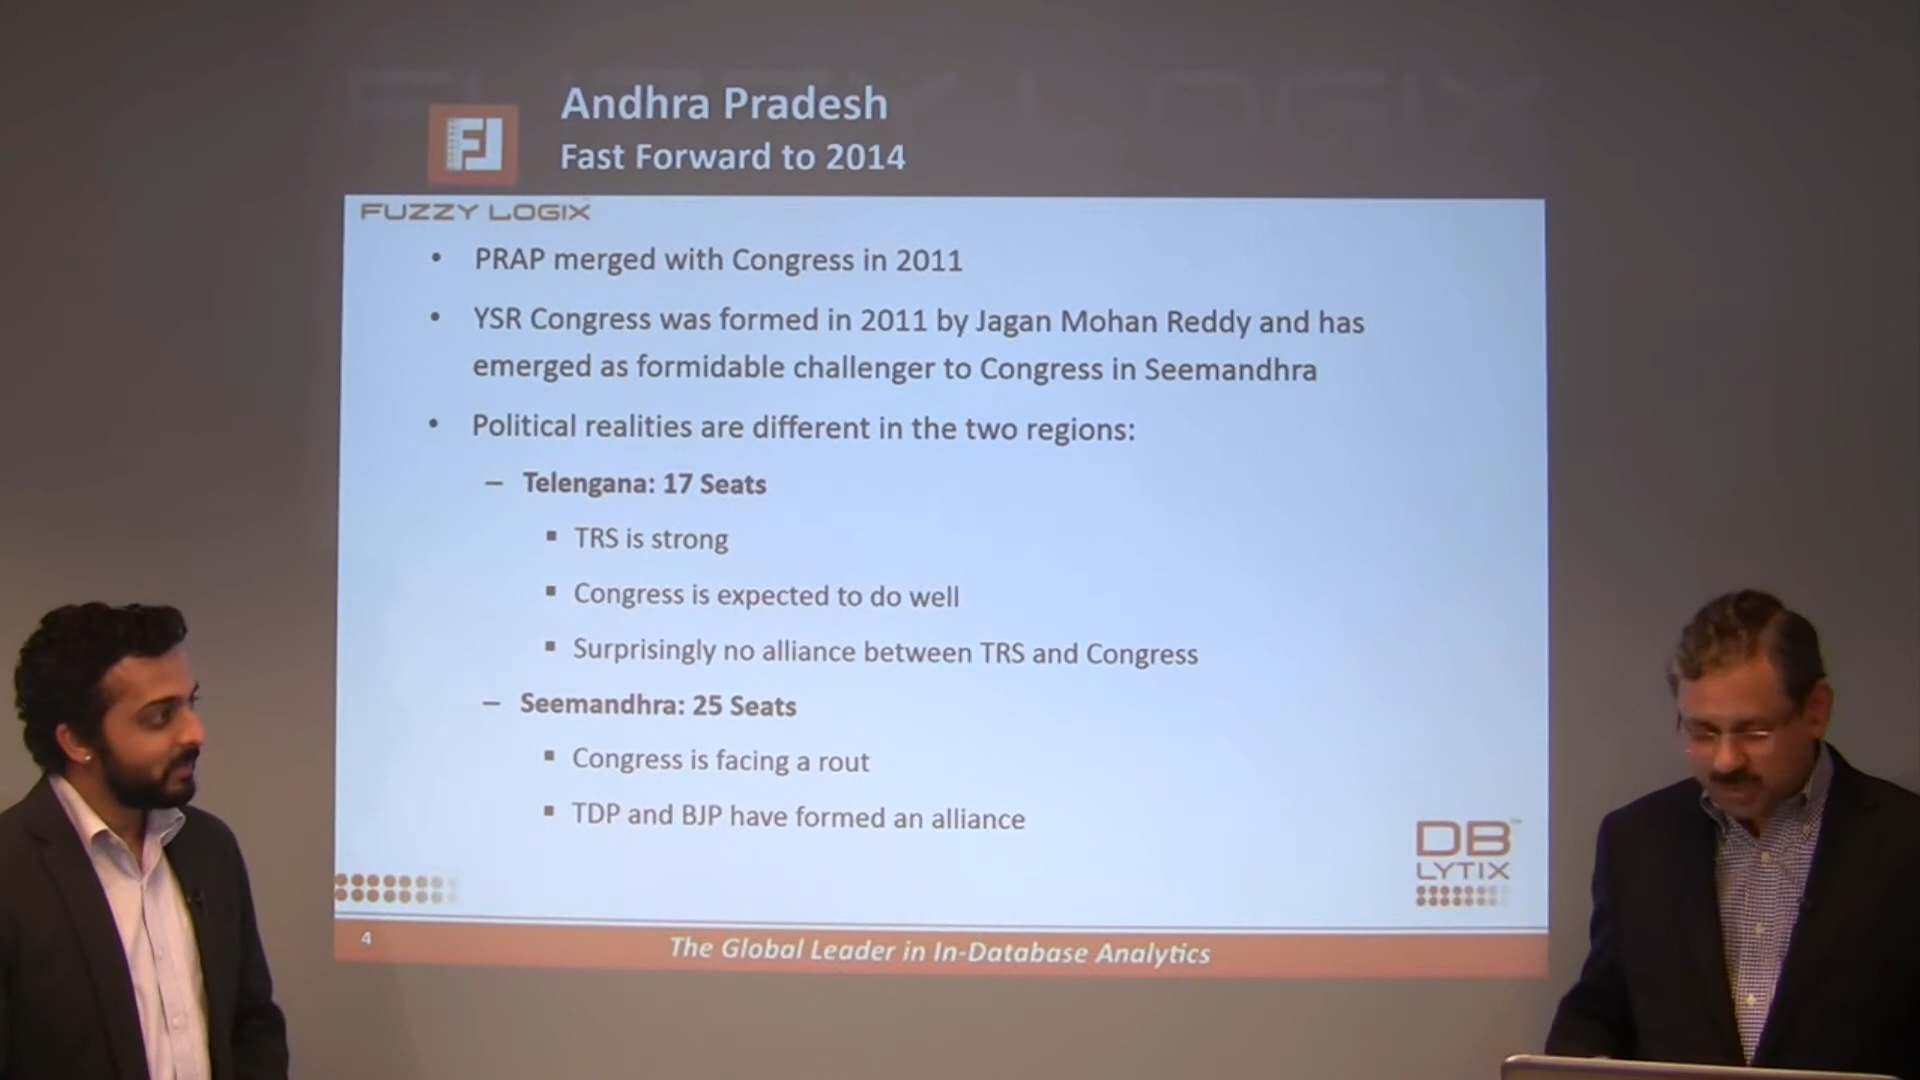 FUZZY LOGIX
Andhra Pradesh
FL
Fast Forward to 2014
FUZZY LOGIX
• PRAP merged with Congress in 2011
• YSR Congress was formed in 2011 by Jagan Mohan Reddy and has
emerged as formidable challenger to Congress in Seemandhra
• Political realities are different in the two regions:
– Telengana: 17 Seats
▪ TRS is strong
▪ Congress is expected to do well
▪ Surprisingly no alliance between TRS and Congress
– Seemandhra: 25 Seats
▪ Congress is facing a rout
▪ TDP and BJP have formed an alliance
DB
LYTIX
4
The Global Leader in In-Database Analytics